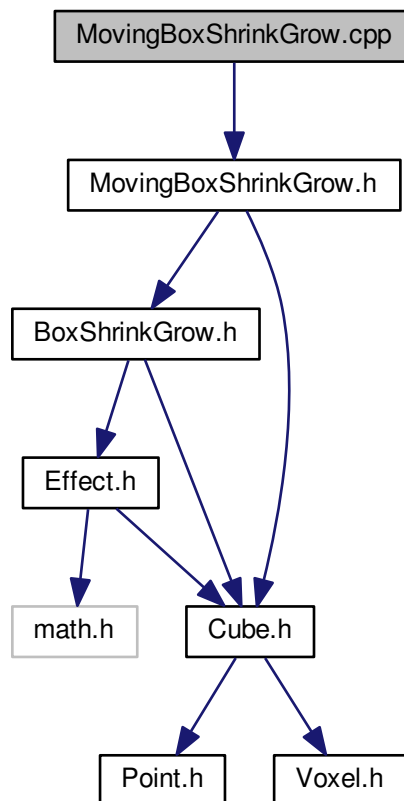 MovingBoxShrinkGrow.cpp
MovingBoxShrinkGrow.h
BoxShrinkGrow.h
Effect.h
math.h
Cube.h
Point.h
Voxel.h